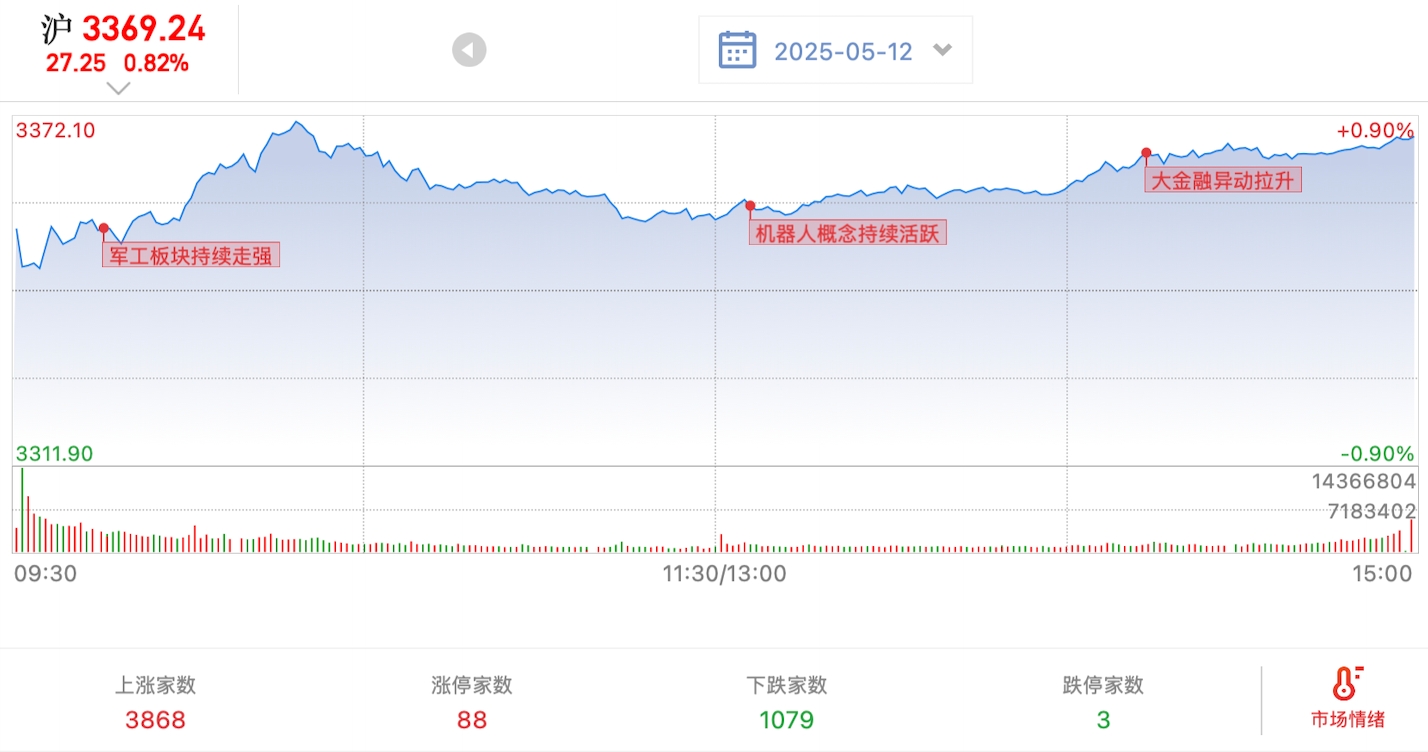 沪 3369.24
27.25 0.82%
2025-05-12
3372.10
+0.90%
大金融异动拉升
机器人概念持续活跃
军工板块持续走强
3311.90
-0.90%
14366804
7183402
09:30
11:30/13:00
15:00
上涨家数
涨停家数
下跌家数
跌停家数
3868
88
1079
3
市场情绪